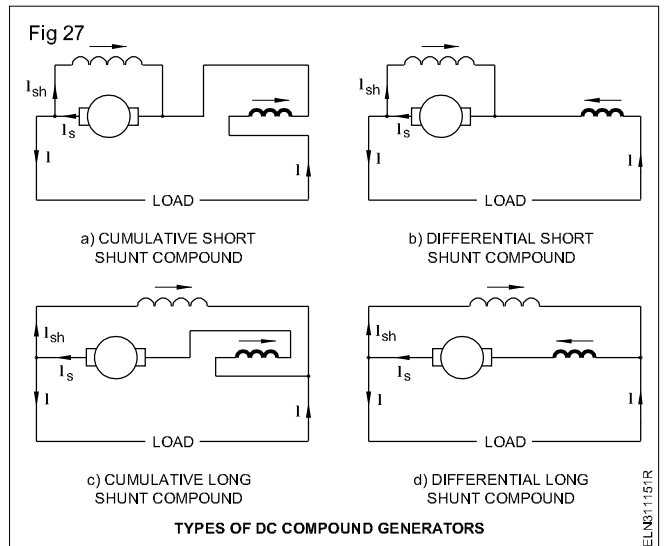 Fig 27
Ish
Is
I
I
LOAD
a) CUMULATIVE SHORT
SHUNT COMPOUND
Ish
Is
I
I
LOAD
b) DIFFERENTIAL SHORT
SHUNT COMPOUND
Ish
Is
I
I
LOAD
c) CUMULATIVE LONG
SHUNT COMPOUND
Ish
Is
I
I
LOAD
d) DIFFERENTIAL LONG
SHUNT COMPOUND
TYPES OF DC COMPOUND GENERATORS
ELN311151R